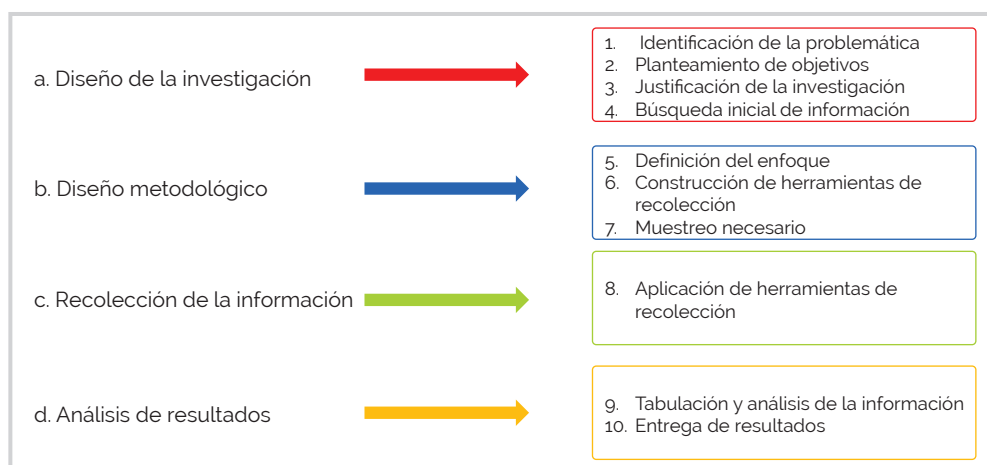 a. Diseño de la investigación
1. Identificación de la problemática
2. Planteamiento de objetivos
3. Justificación de la investigación
4. Búsqueda inicial de información
b. Diseño metodológico
5. Definición del enfoque
6. Construcción de herramientas de
recolección
7. Muestreo necesario
c. Recolección de la información
8. Aplicación de herramientas de
recolección
d. Análisis de resultados
9. Tabulación y análisis de la información
10. Entrega de resultados